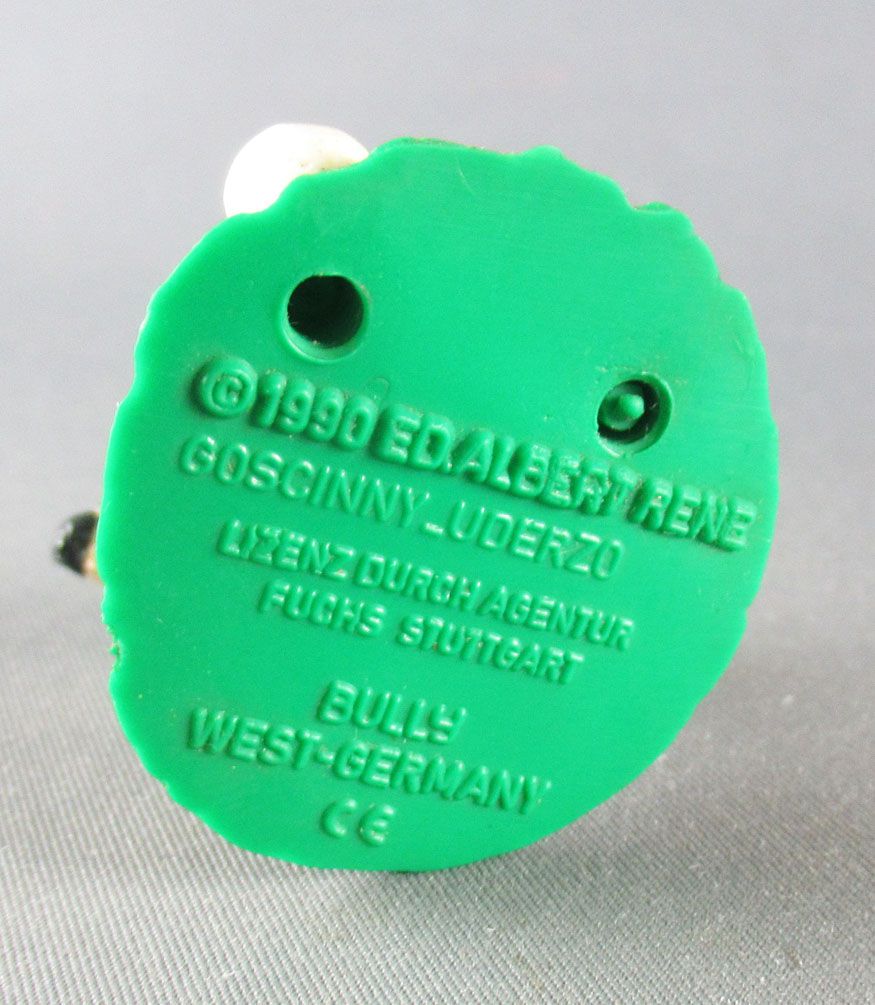 ©1990 ED.ALBERT RENE
GOSCINNY_UDERZO
LIZENZ DURCH AGENTUR
FUCHS STUTTGART
BULLY
WEST-GERMANY
CE